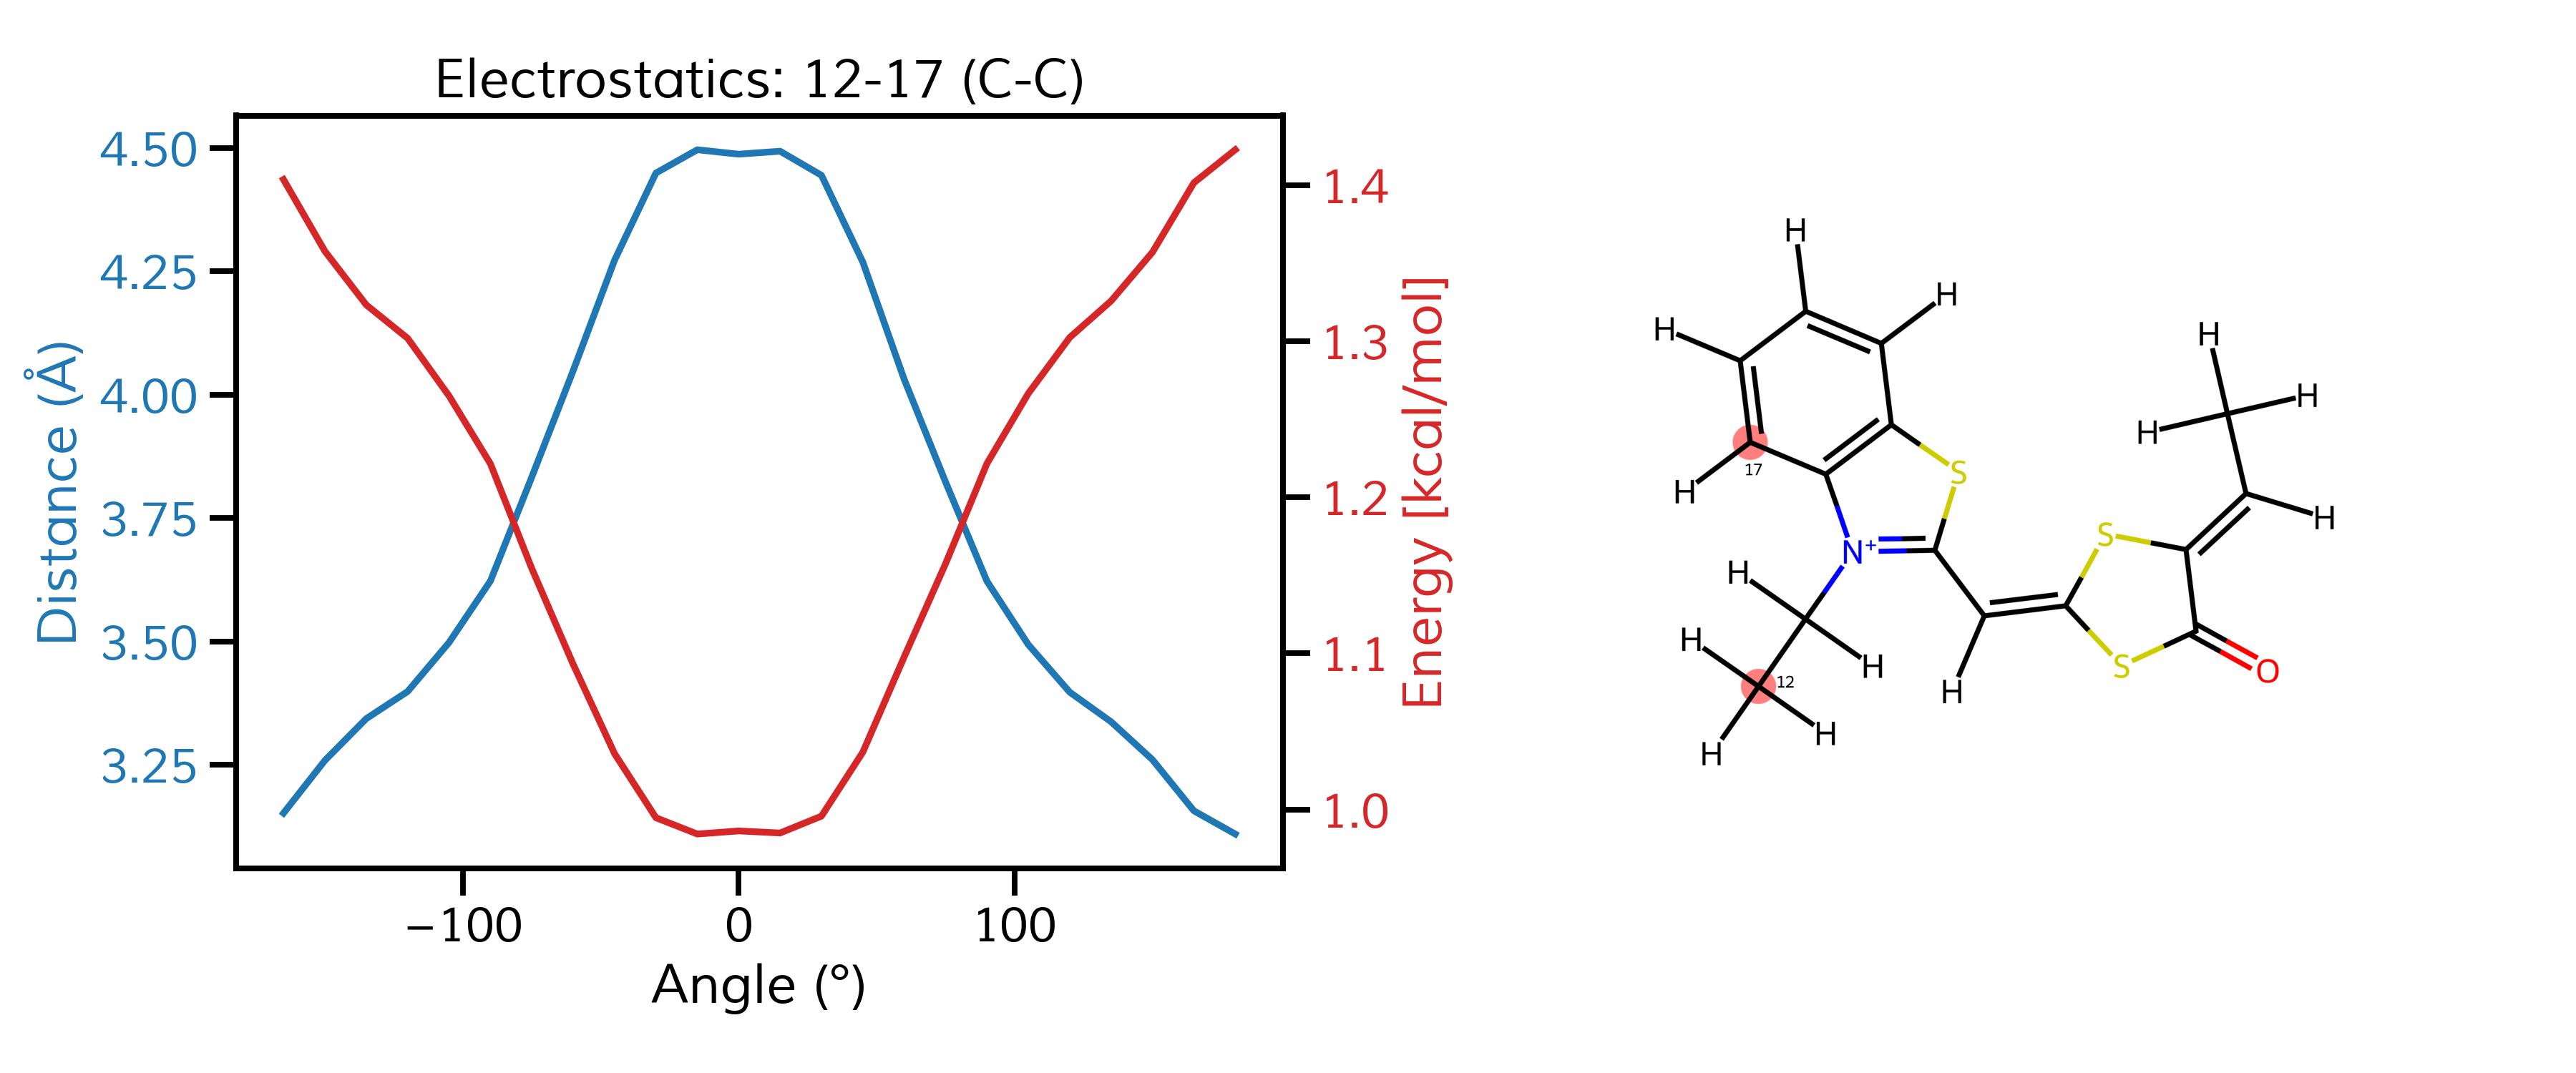 Electrostatics: 12-17 (C-C)
4.50
4.25
4.00
3.75
3.50
3.25
Distance (Å)
1.4
1.3
1.2
1.1
1.0
Energy [kcal/mol]
−100 0 100
Angle (°)
H
H
H
H
H
H
H
17
S
H
H
S
N⁺
H
H
H
S
O
12
H
H
H